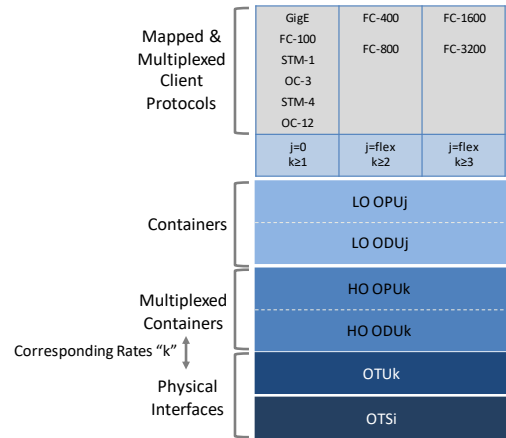 Mapped &
Multiplexed
Client
Protocols
GigE
FC-100
STM-1
OC-3
STM-4
OC-12
FC-400
FC-800
FC-1600
FC-3200
j=0
k≥1
j=flex
k≥2
j=flex
k≥3
Containers
LO OPUj
LO ODUj
Multiplexed
Containers
HO OPUk
HO ODUk
Corresponding Rates “k”
Physical
Interfaces
OTUk
OTSi